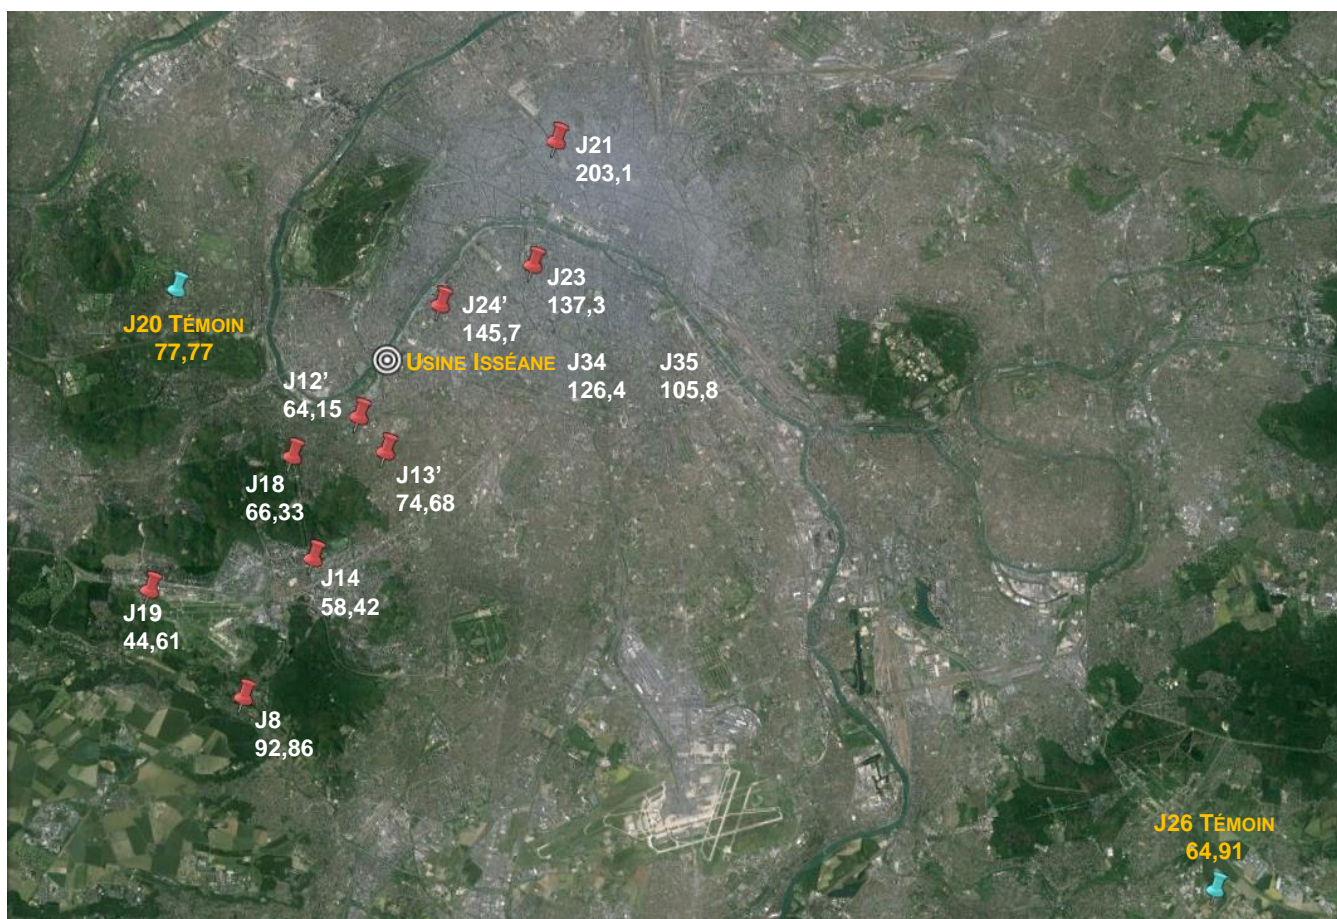 J21
203,1
J23
137,3
J24’
145,7
J20 TÉMOIN
77,77
USINE ISSÉANE
J34
126,4
J35
105,8
J12’
64,15
J13’
74,68
J18
66,33
J14
58,42
J19
44,61
J8
92,86
J26 TÉMOIN
64,91